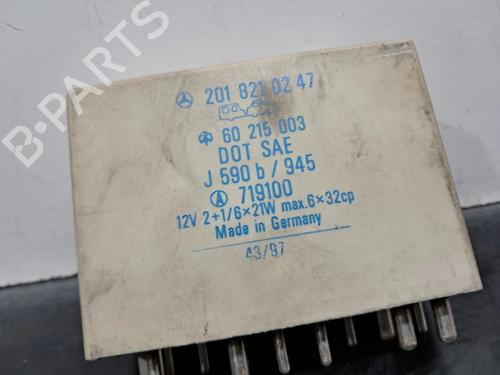 B-PARTS
201 821 02 47
60 215 003
DOT SAE
J 590 b / 945
A 719100
12V 2+1/6×21W max.6×32cp
Made in Germany
43/97